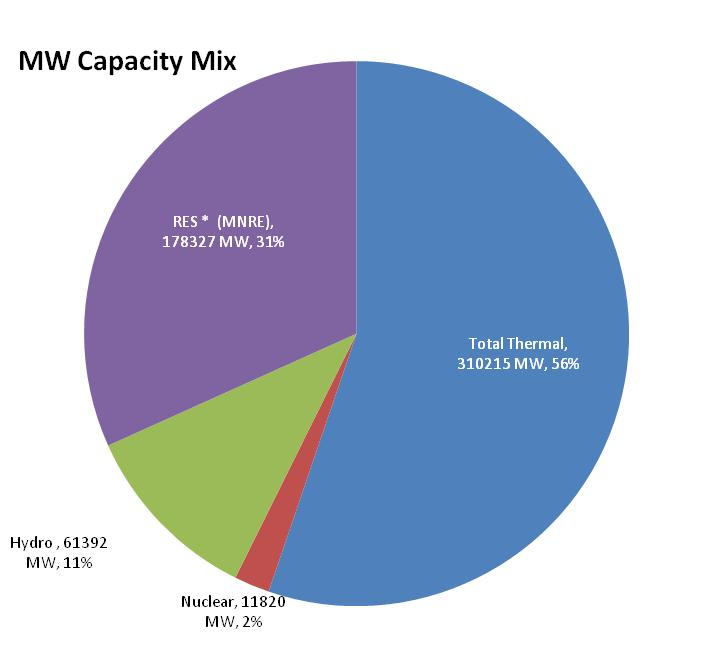 MW Capacity Mix
RES * (MNRE),
178327 MW, 31%
Total Thermal,
310215 MW, 56%
Hydro , 61392
MW, 11%
Nuclear, 11820
MW, 2%